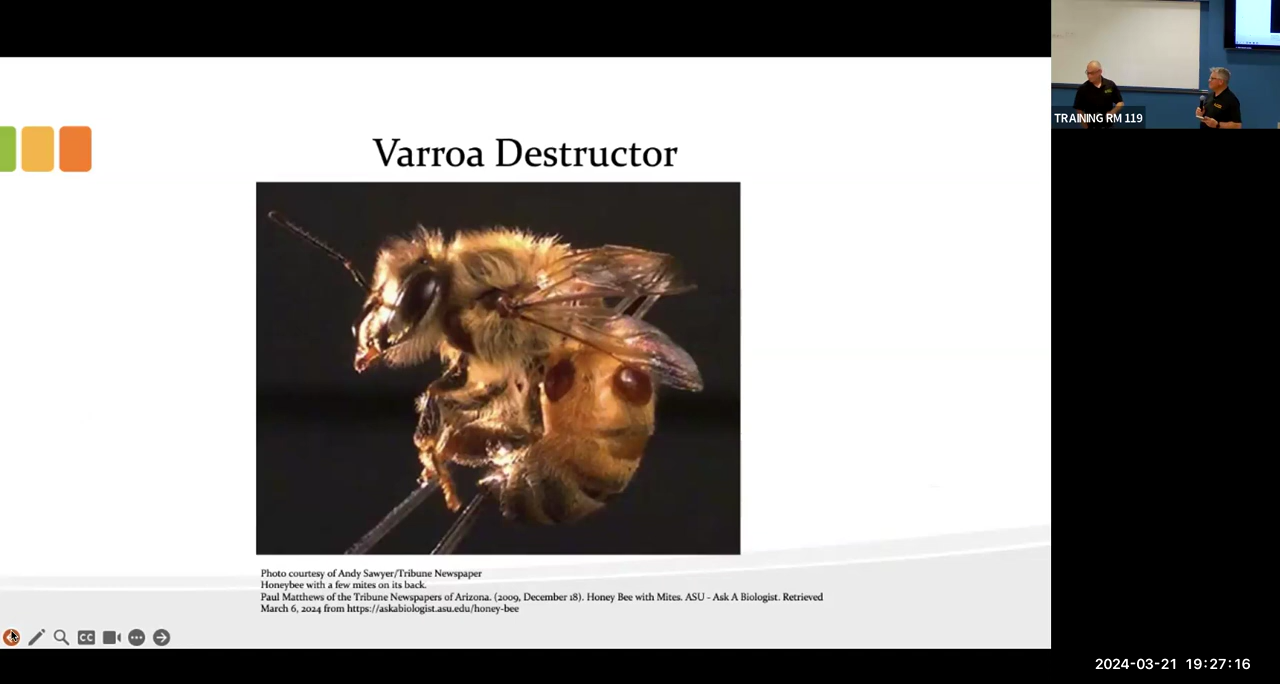 Varroa Destructor
Photo courtesy of Andy Sawyer/Tribune Newspaper
Honeybee with a few mites on its back.
Paul Matthews of the Tribune Newspapers of Arizona. (2009, December 18). Honey Bee with Mites. ASU - Ask A Biologist. Retrieved
March 6, 2024 from https://askabiologist.asu.edu/honey-bee
CC
TRAINING RM 119
2024-03-21 19:27:16